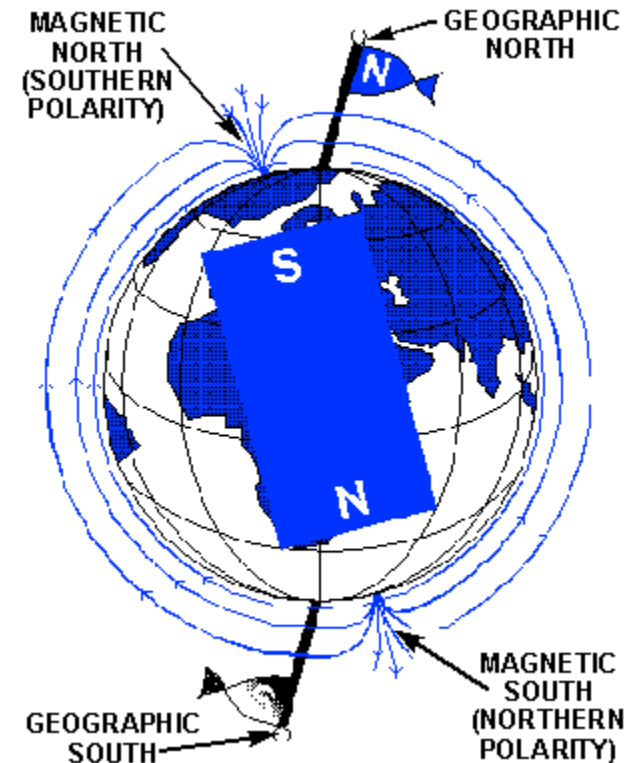 MAGNETIC
NORTH
(SOUTHERN
POLARITY)
GEOGRAPHIC
NORTH
N
S
N
MAGNETIC
SOUTH
(NORTHERN
POLARITY)
GEOGRAPHIC
SOUTH